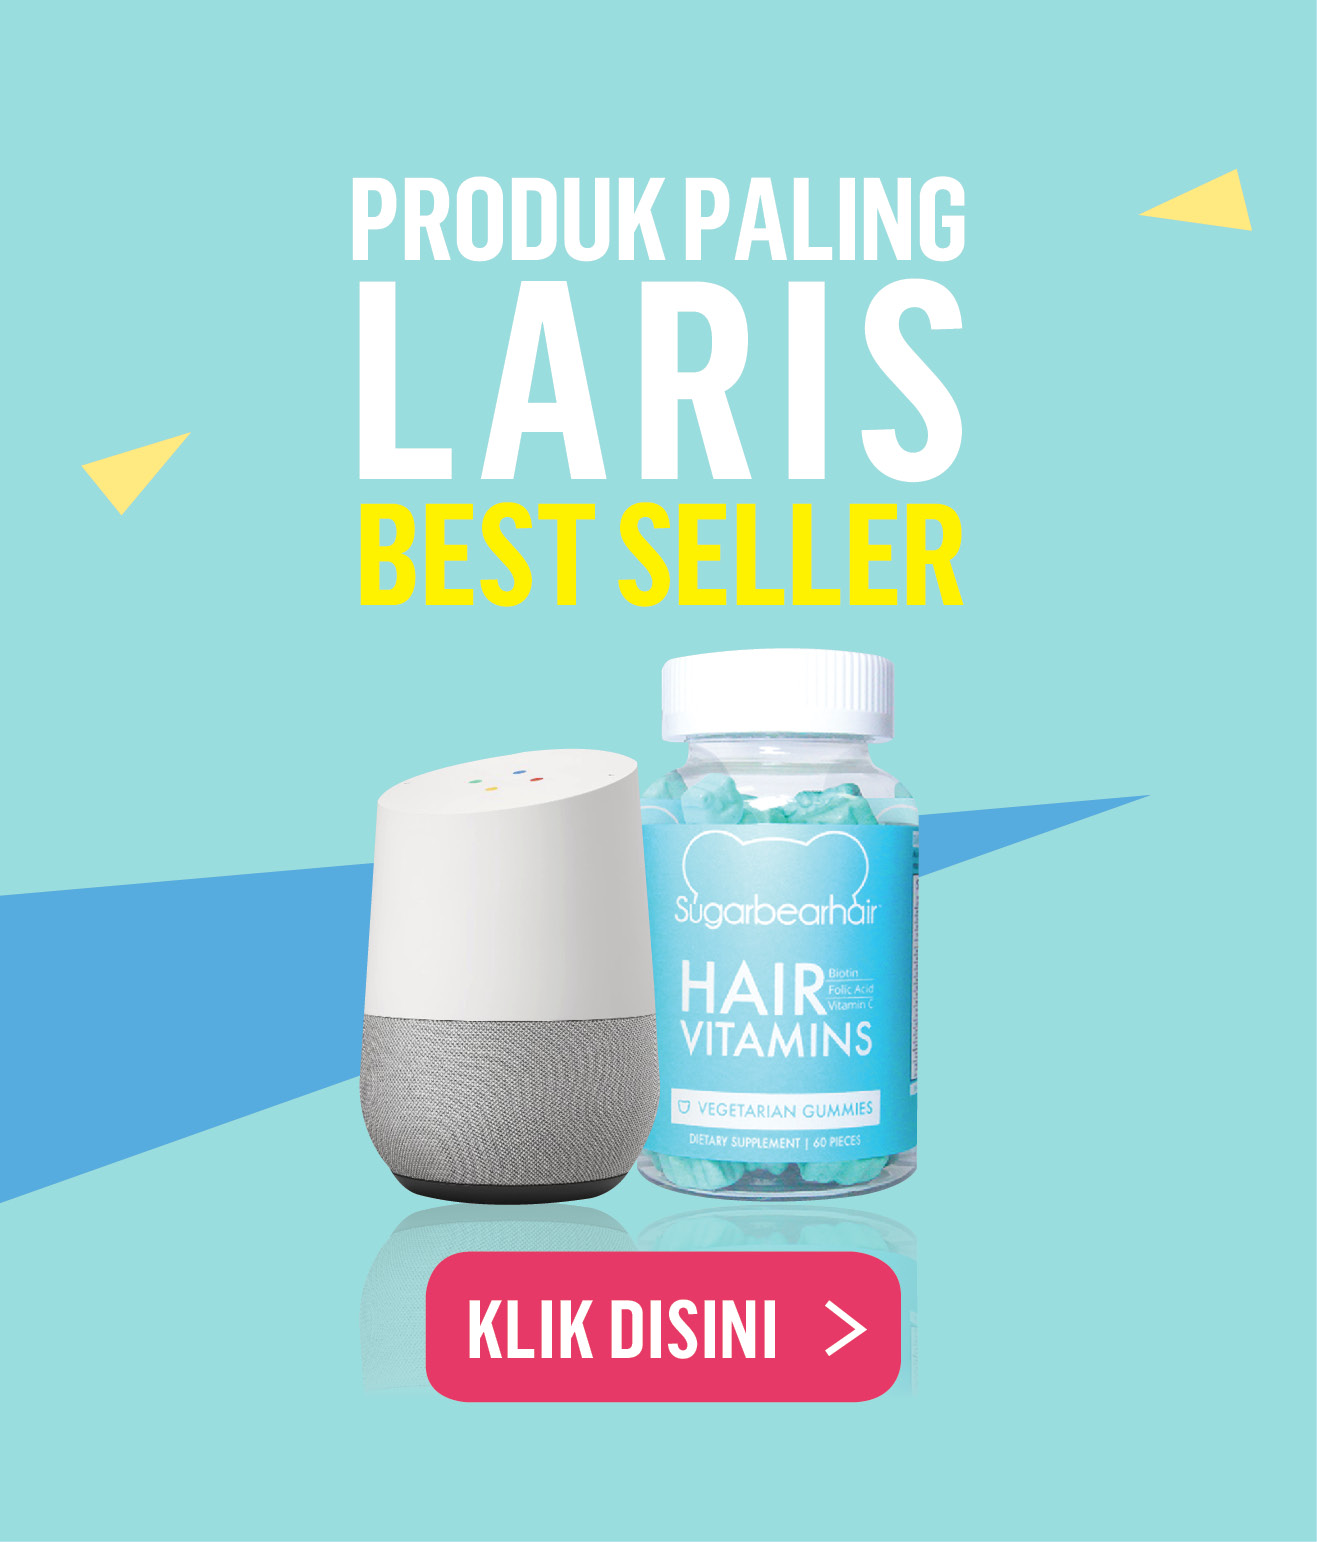 PRODUK PALING
LARIS
BEST SELLER
Sugarbearhair
HAIR
Biotin
Folic Acid
Vitamin C
VITAMINS
VEGETARIAN GUMMIES
DIETARY SUPPLEMENT | 60 PIECES
KLIK DISINI >